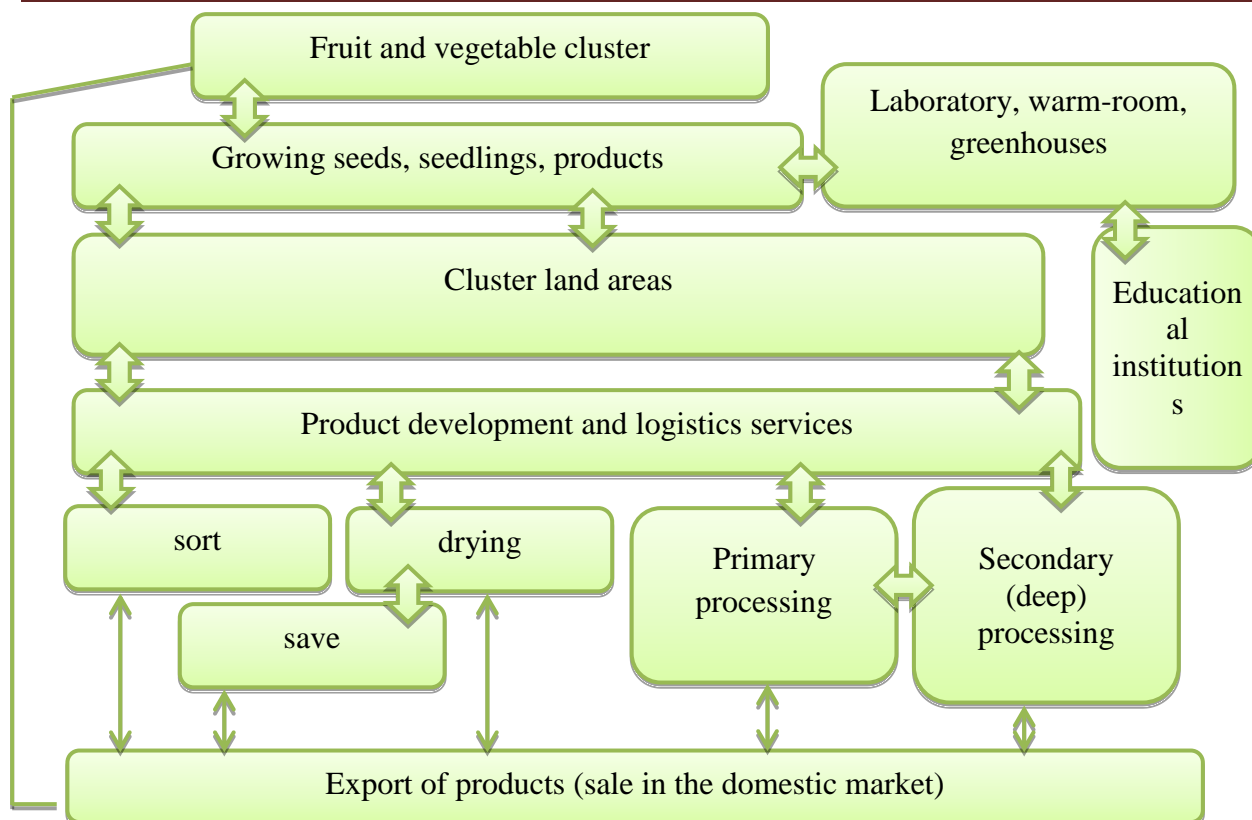 Fruit and vegetable cluster
Laboratory, warm-room,
greenhouses
Growing seeds, seedlings, products
Cluster land areas
Education
al
institution
s
Product development and logistics services
sort
drying
Primary
processing
Secondary
(deep)
processing
save
Export of products (sale in the domestic market)